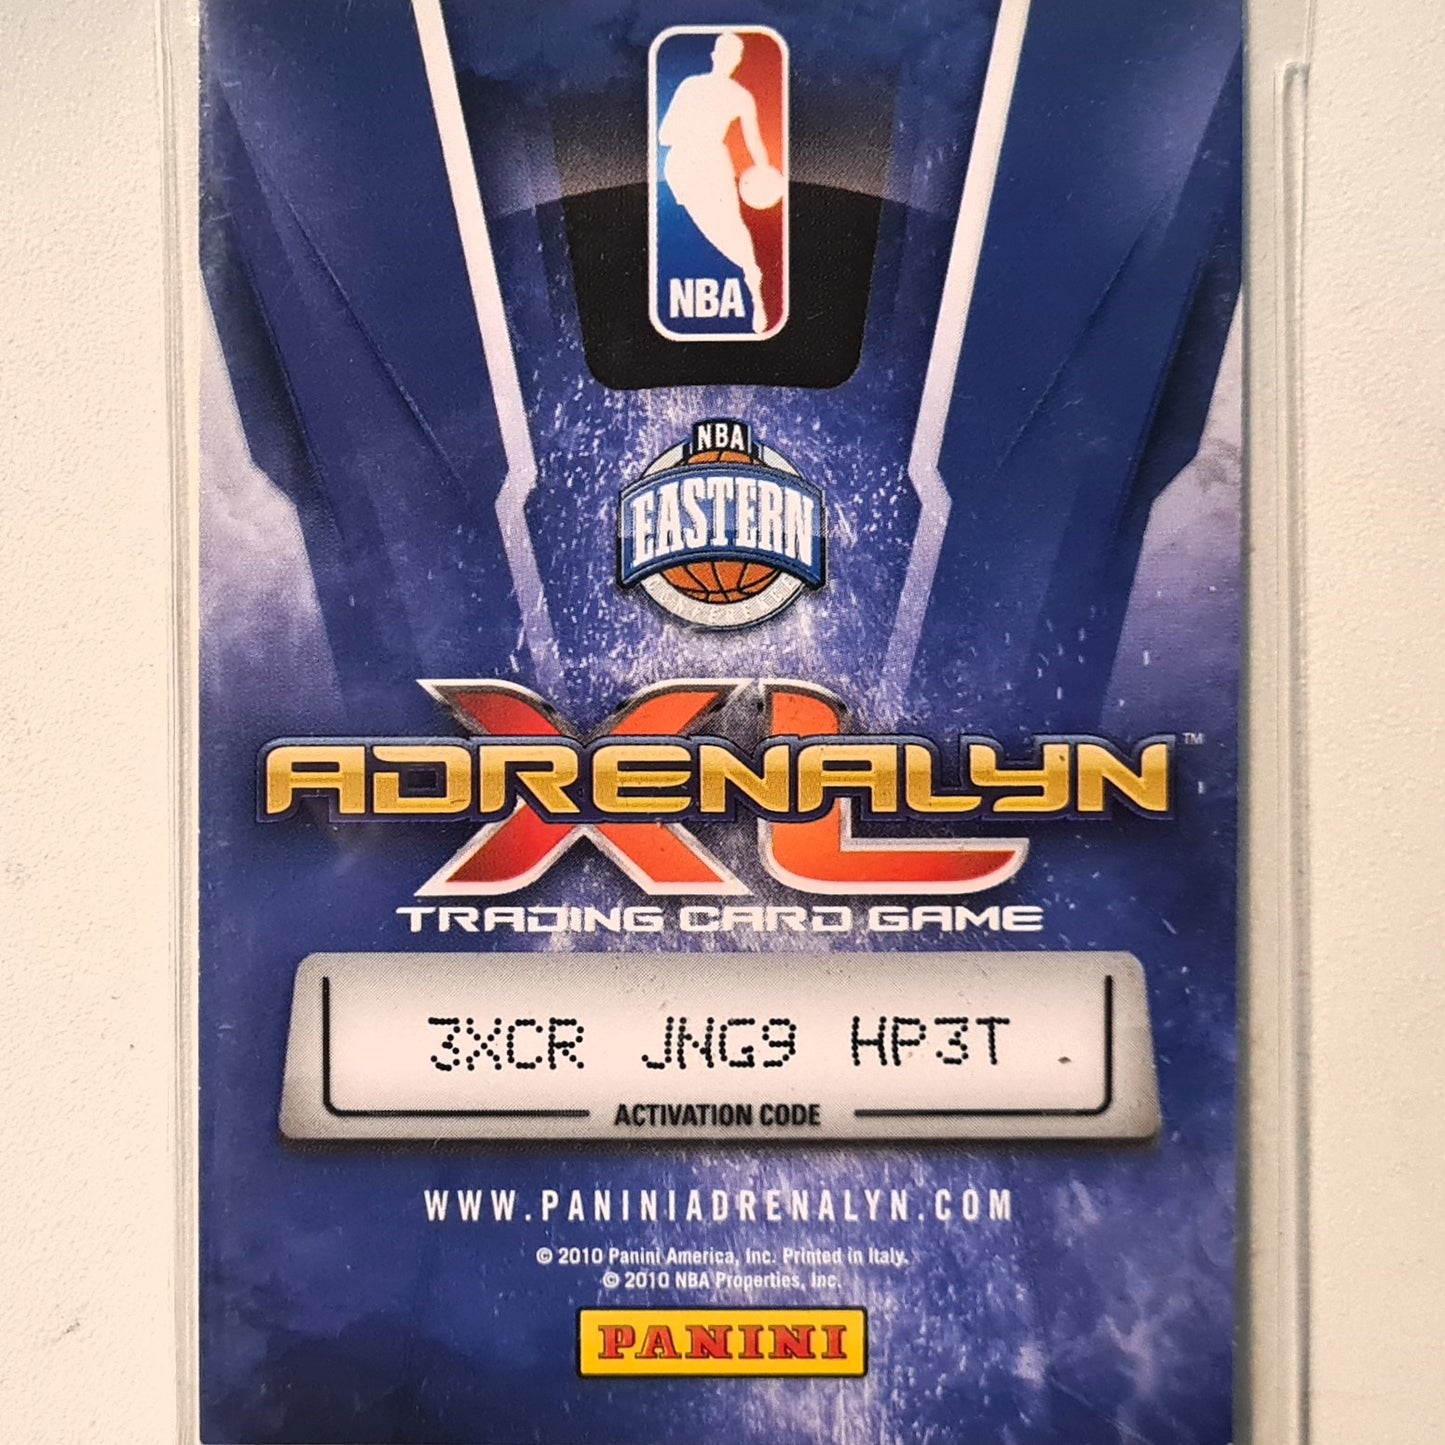 NBA
NBA
EASTERN
XL
ADRENALYN™
TRADING CARD GAME
3XCR JNG9 HP3T
ACTIVATION CODE
WWW.PANINIADRENALYN.COM
© 2010 Panini America, Inc. Printed in Italy.
© 2010 NBA Properties, Inc.
PANINI